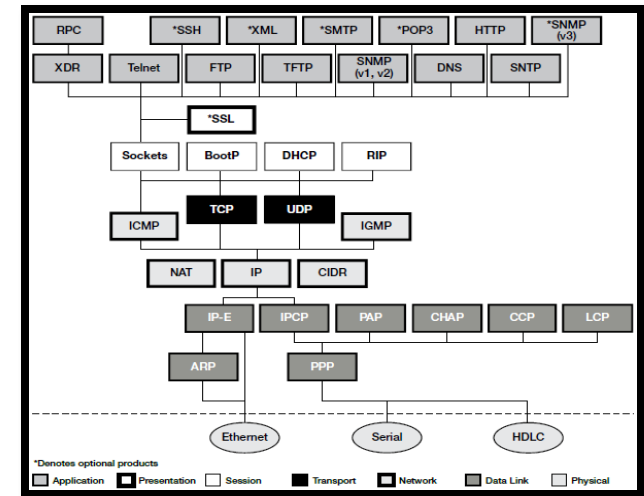 RPC
*SSH
*XML
*SMTP
*POP3
HTTP
*SNMP
(v3)
XDR
Telnet
FTP
TFTP
SNMP
(v1, v2)
DNS
SNTP
*SSL
Sockets
BootP
DHCP
RIP
TCP
UDP
ICMP
IGMP
NAT
IP
CIDR
IP-E
IPCP
PAP
CHAP
CCP
LCP
ARP
PPP
Ethernet
Serial
HDLC
*Denotes optional products
Application
Presentation
Session
Transport
Network
Data Link
Physical